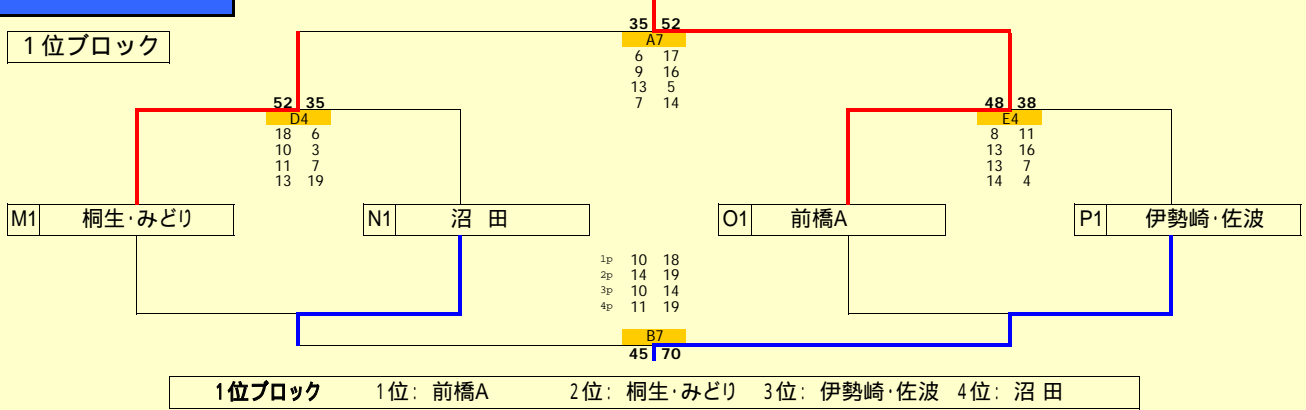 35 52
1位ブロック
A7
6 17
9 16
13 5
7 14
52 35
D4
18 6
10 3
11 7
13 19
48 38
E4
8 11
13 16
13 7
14 4
M1 桐生・みどり N1 沼 田 O1 前橋A P1 伊勢崎・佐波
1p 10 18
2p 14 19
3p 10 14
4p 11 19
B7
45 70
1位ブロック 1位: 前橋A 2位: 桐生・みどり 3位: 伊勢崎・佐波 4位: 沼 田